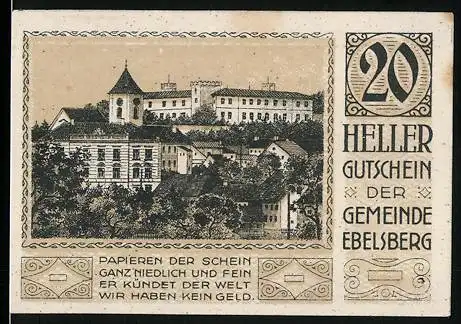 20
HELLER
GUTSCHEIN
DER
GEMEINDE
EBELSBERG
PAPIEREN DER SCHEIN
GANZ NIEDLICH UND FEIN
ER KÜNDET DER WELT
WIR HABEN KEIN GELD.